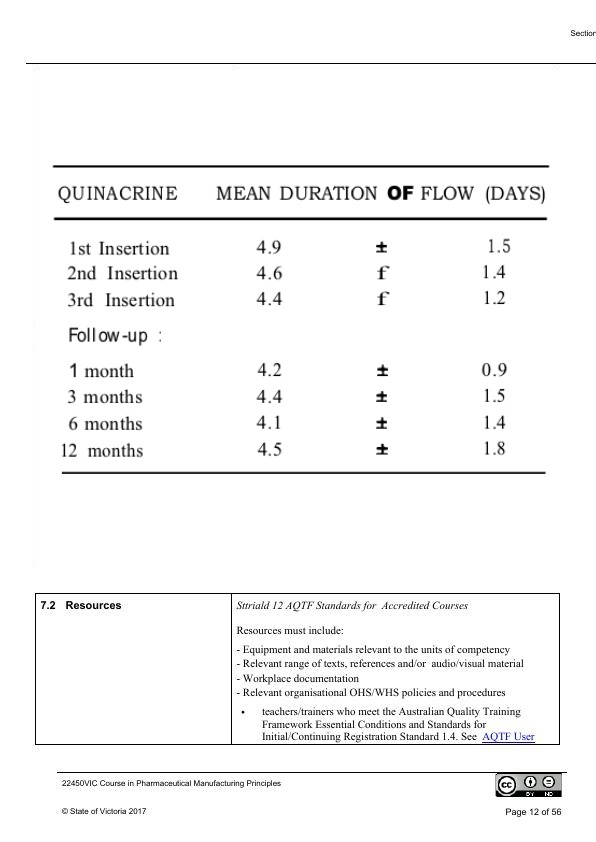 Section
QUINACRINE MEAN DURATION OF FLOW (DAYS)
1st Insertion 4.9 ± 1.5
2nd Insertion 4.6 f 1.4
3rd Insertion 4.4 f 1.2
Follow-up :
1 month 4.2 ± 0.9
3 months 4.4 ± 1.5
6 months 4.1 ± 1.4
12 months 4.5 ± 1.8
7.2 Resources
Sttriald 12 AQTF Standards for Accredited Courses
Resources must include:
- Equipment and materials relevant to the units of competency
- Relevant range of texts, references and/or audio/visual material
- Workplace documentation
- Relevant organisational OHS/WHS policies and procedures
• teachers/trainers who meet the Australian Quality Training
Framework Essential Conditions and Standards for
Initial/Continuing Registration Standard 1.4. See AQTF User
22450VIC Course in Pharmaceutical Manufacturing Principles
cc BY ND
© State of Victoria 2017
Page 12 of 56